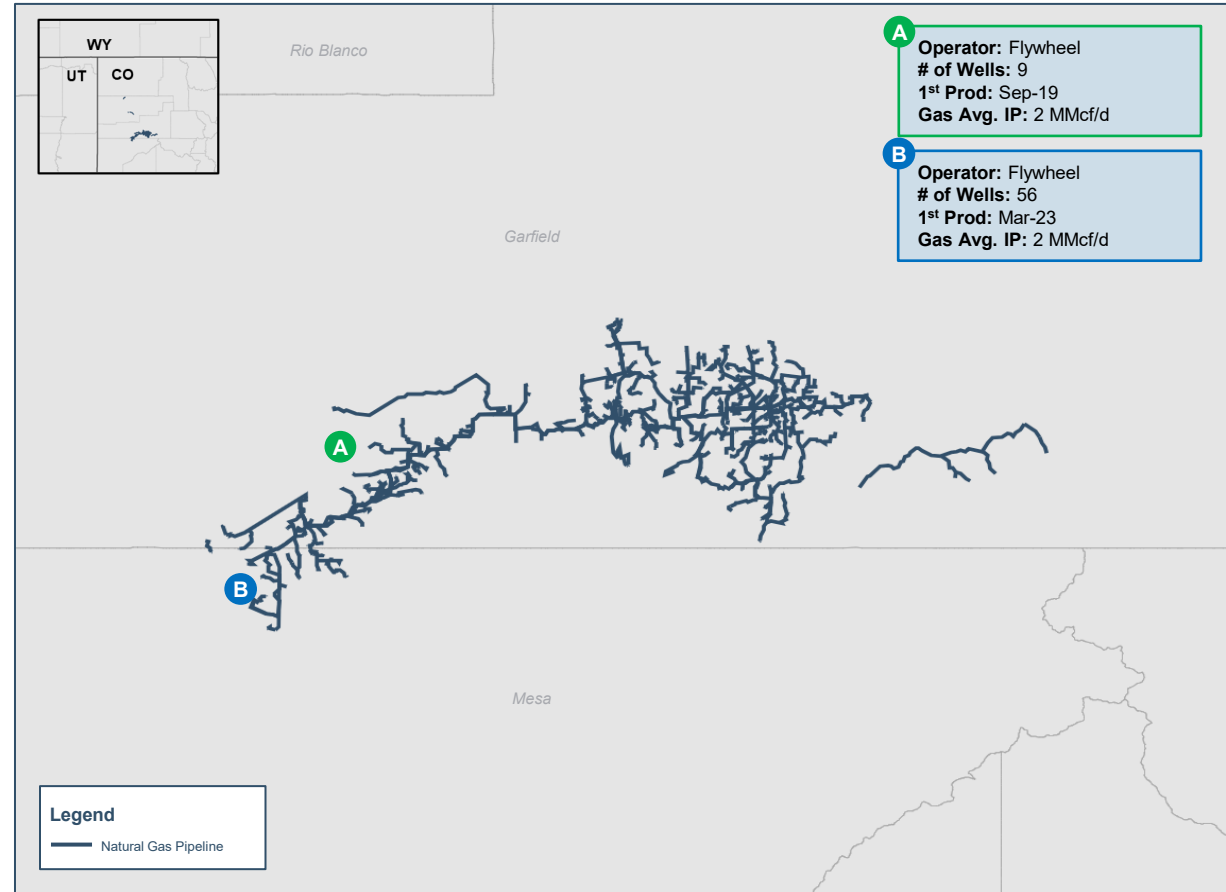 WY
UT
CO
Rio Blanco
A
Operator: Flywheel
# of Wells: 9
1st Prod: Sep-19
Gas Avg. IP: 2 MMcf/d
B
Operator: Flywheel
# of Wells: 56
1st Prod: Mar-23
Gas Avg. IP: 2 MMcf/d
Garfield
A
B
Mesa
Legend
Natural Gas Pipeline